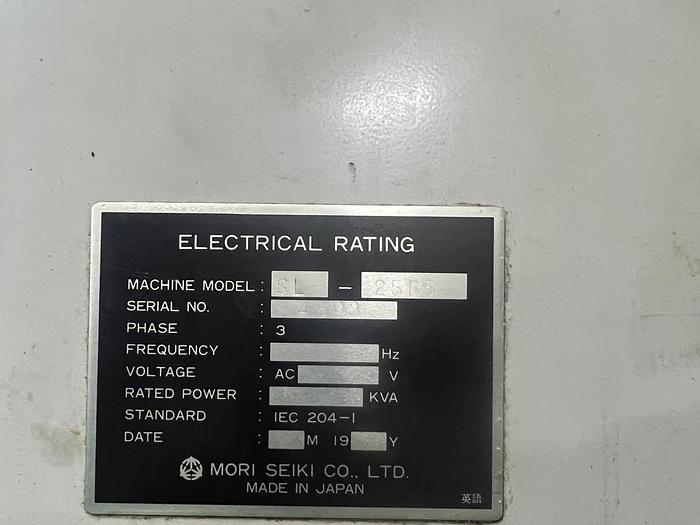 ELECTRICAL RATING
MACHINE MODEL : SL –
SERIAL NO. :
PHASE : 3
FREQUENCY : Hz
VOLTAGE : AC V
RATED POWER : KVA
STANDARD : IEC 204-1
DATE : M 19 Y
MORI SEIKI CO., LTD.
MADE IN JAPAN
英語